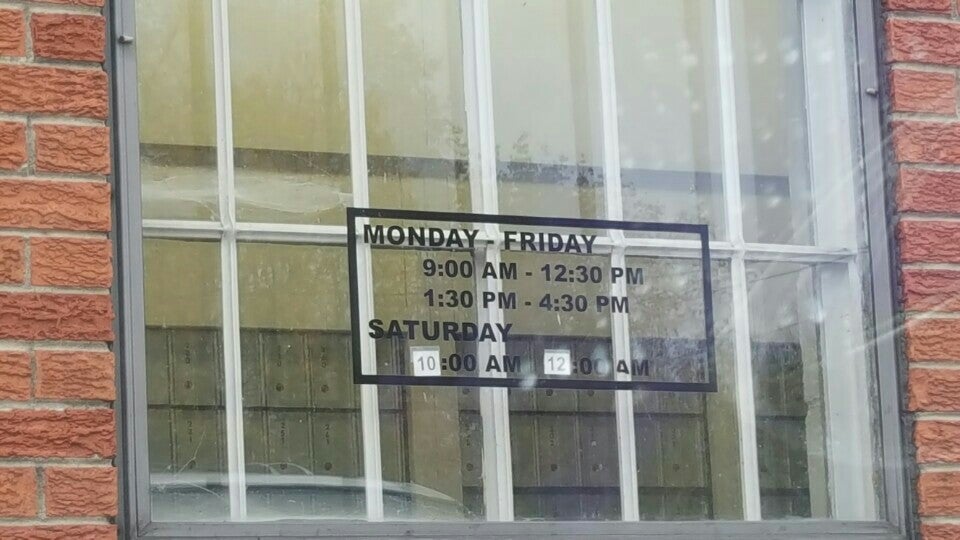 MONDAY - FRIDAY
9:00 AM - 12:30 PM
1:30 PM - 4:30 PM
SATURDAY
10:00 AM 12:00 AM